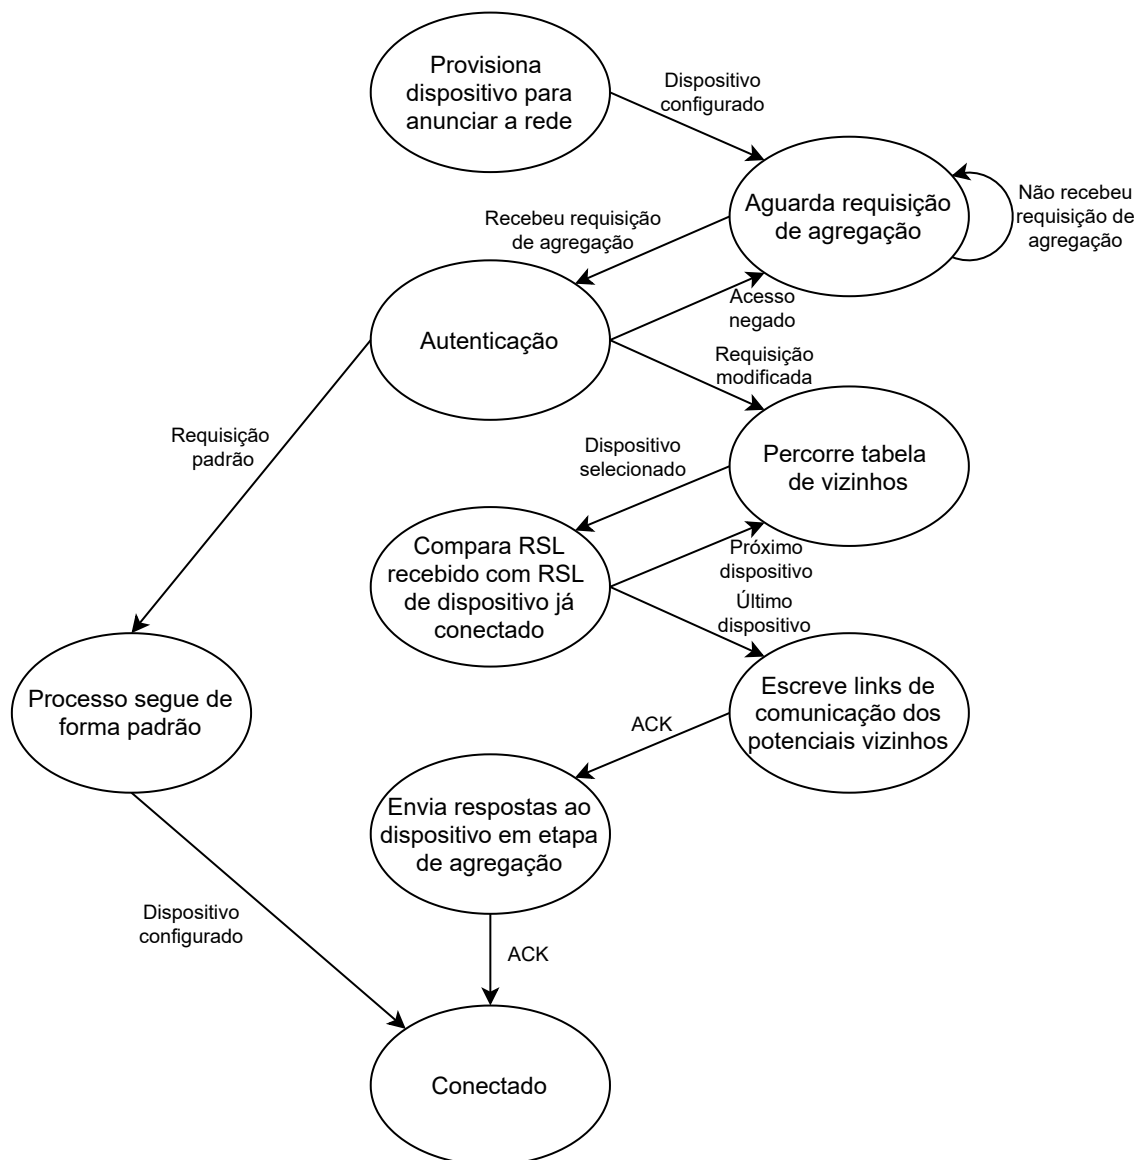 Provisiona
dispositivo para
anunciar a rede
Dispositivo
configurado
Aguarda requisição
de agregação
Não recebeu
requisição de
agregação
Recebeu requisição
de agregação
Autenticação
Acesso
negado
Requisição
modificada
Requisição
padrão
Percorre tabela
de vizinhos
Dispositivo
selecionado
Compara RSL
recebido com RSL
de dispositivo já
conectado
Próximo
dispositivo
Último
dispositivo
Processo segue de
forma padrão
Escreve links de
comunicação dos
potenciais vizinhos
ACK
Envia respostas ao
dispositivo em etapa
de agregação
Dispositivo
configurado
ACK
Conectado